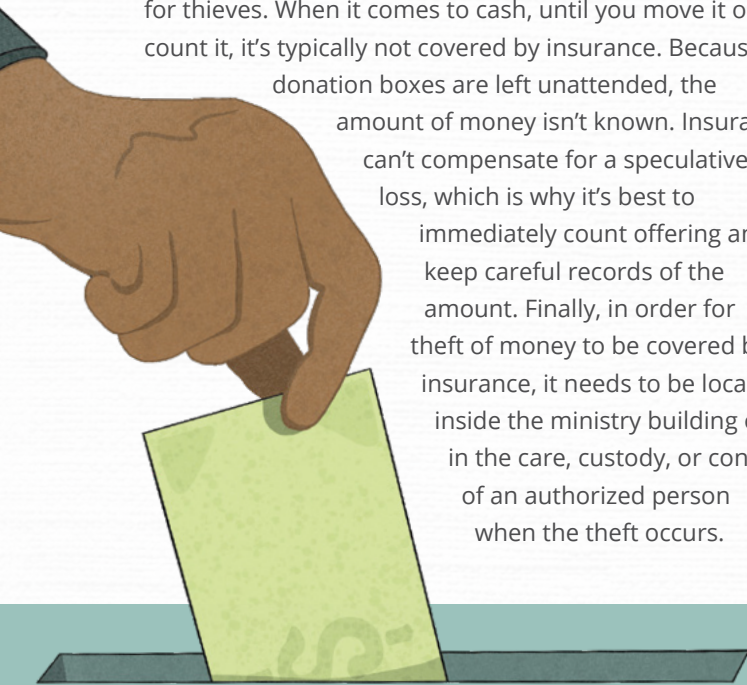 for thieves. When it comes to cash, until you move it o
count it, it's typically not covered by insurance. Becaus
donation boxes are left unattended, the
amount of money isn't known. Insura
can't compensate for a speculative
loss, which is why it's best to
immediately count offering an
keep careful records of the
amount. Finally, in order for
theft of money to be covered b
insurance, it needs to be loca
inside the ministry building o
in the care, custody, or con
of an authorized person
when the theft occurs.
$